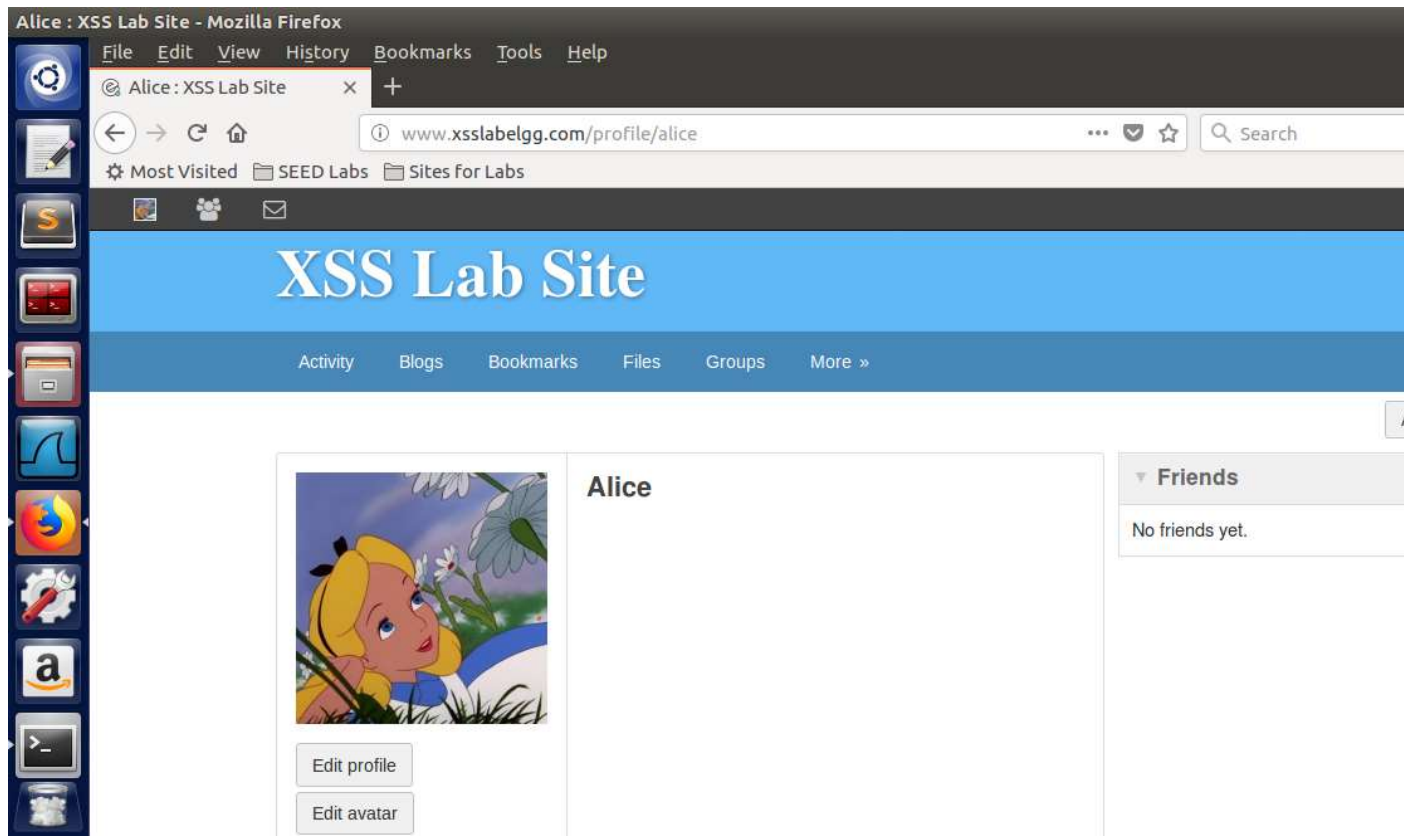 Alice : XSS Lab Site - Mozilla Firefox
File Edit View History Bookmarks Tools Help
Alice : XSS Lab Site × +
www.xsslabelgg.com/profile/alice ••• Search
Most Visited SEED Labs Sites for Labs
XSS Lab Site
Activity Blogs Bookmarks Files Groups More »
Alice
Friends
No friends yet.
Edit profile
Edit avatar